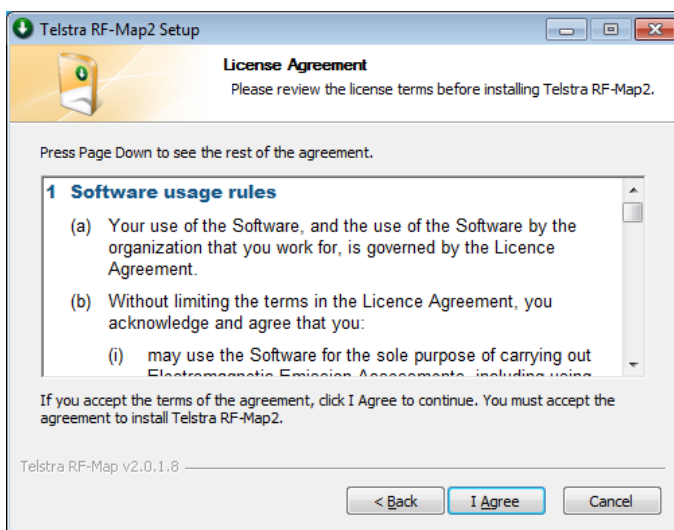 Telstra RF-Map2 Setup
License Agreement
Please review the license terms before installing Telstra RF-Map2.
Press Page Down to see the rest of the agreement.
1 Software usage rules
(a) Your use of the Software, and the use of the Software by the
organization that you work for, is governed by the Licence
Agreement.
(b) Without limiting the terms in the Licence Agreement, you
acknowledge and agree that you:
(i) may use the Software for the sole purpose of carrying out
Electromagnetic Emission Assessments, including using
If you accept the terms of the agreement, click I Agree to continue. You must accept the
agreement to install Telstra RF-Map2.
Telstra RF-Map v2.0.1.8
< Back
I Agree
Cancel